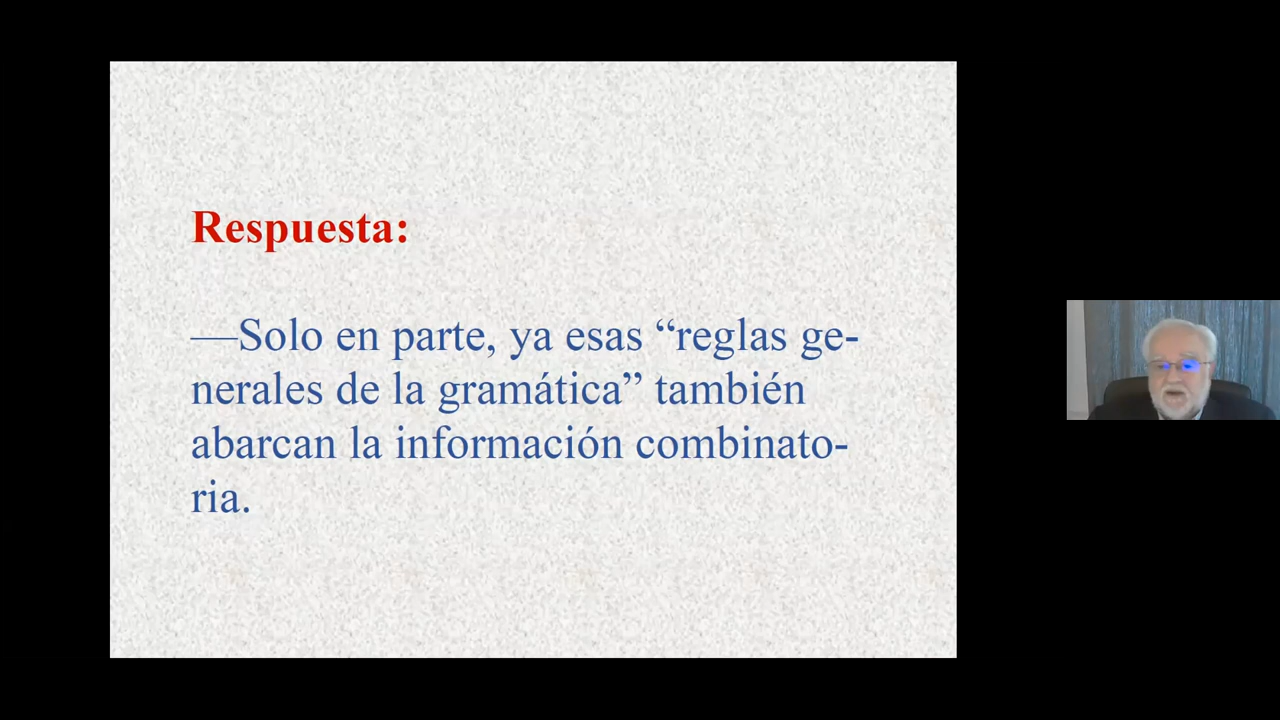 Respuesta:
—Solo en parte, ya esas “reglas ge-
nerales de la gramática” también
abarcan la información combinato-
ria.